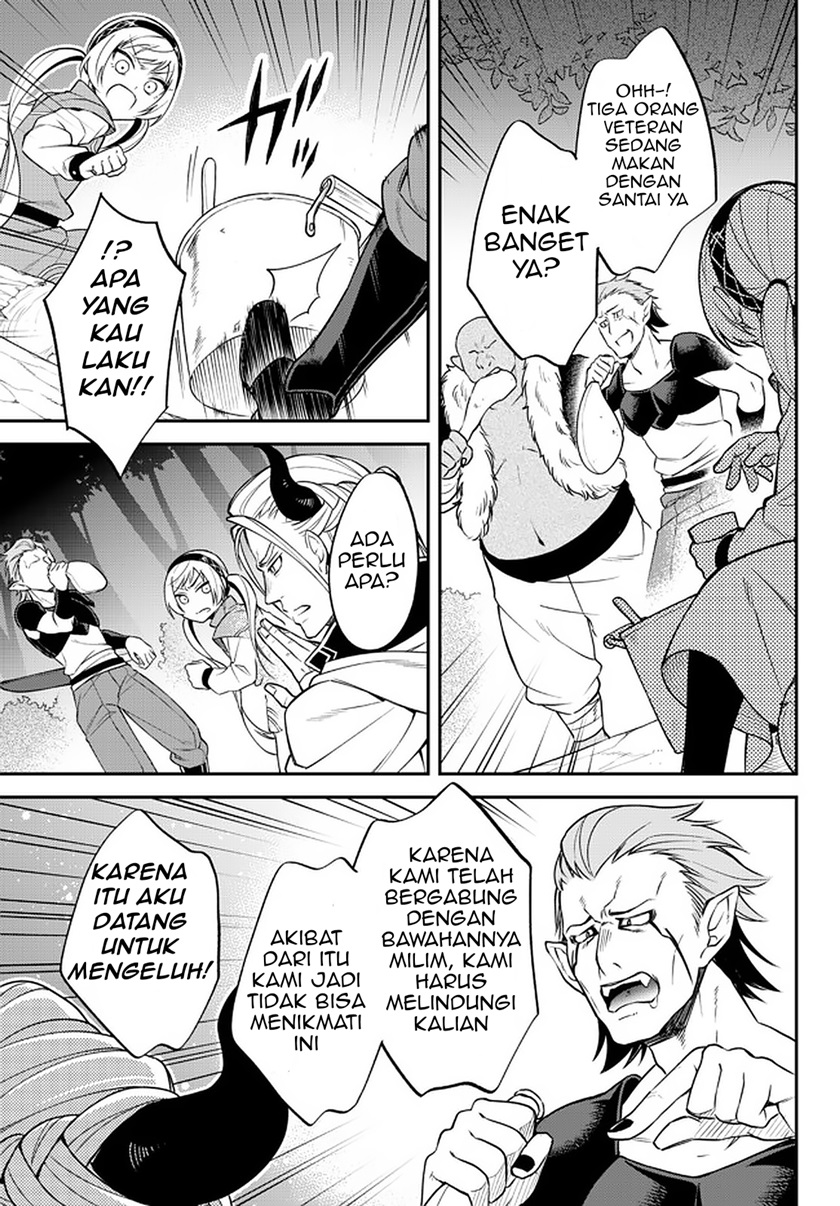 OHH-!
TIGA ORANG
VETERAN
SEDANG
MAKAN
DENGAN
SANTAI YA
ENAK
BANGET
YA?
!?
APA
YANG
KAU
LAKU
KAN!!
ADA
PERLU
APA?
KARENA
KAMI TELAH
BERGABUNG
DENGAN
BAWAHANNYA
MILIM, KAMI
HARUS
MELINDUNGI
KALIAN
AKIBAT
DARI ITU
KAMI JADI
TIDAK BISA
MENIKMATI
INI
KARENA
ITU AKU
DATANG
UNTUK
MENGELUH!